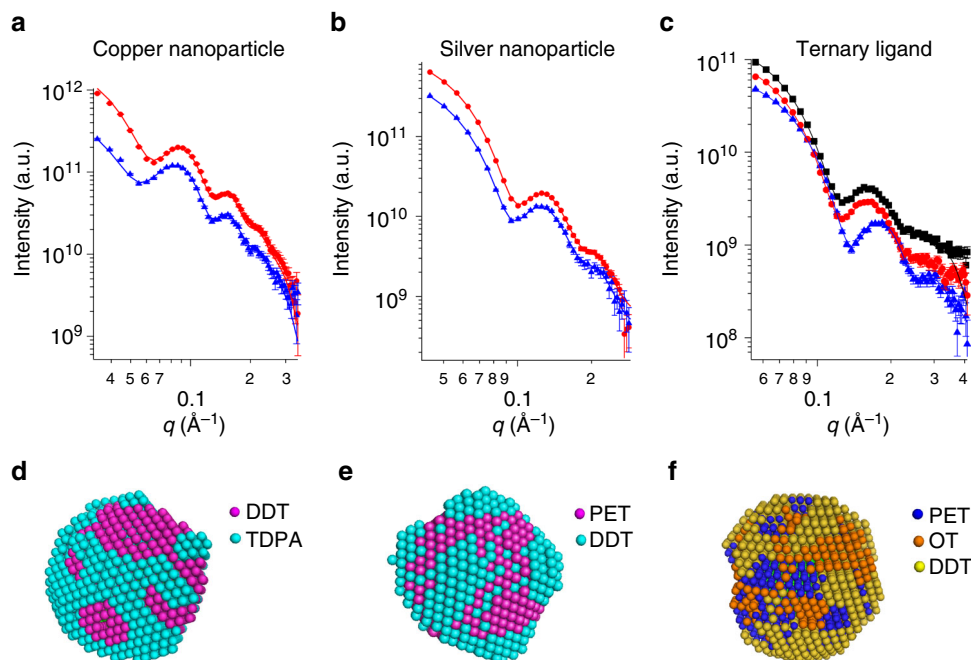 a
Copper nanoparticle
10¹²
10¹¹
10¹⁰
10⁹
Intensity (a.u.)
4 5 6 7 2 3
0.1
q (Å⁻¹)
b
Silver nanoparticle
10¹¹
10¹⁰
10⁹
Intensity (a.u.)
5 6 7 8 9 2
0.1
q (Å⁻¹)
c
Ternary ligand
10¹¹
10¹⁰
10⁹
10⁸
Intensity (a.u.)
6 7 8 9 2 3 4
0.1
q (Å⁻¹)
d
DDT
TDPA
e
PET
DDT
f
PET
OT
DDT